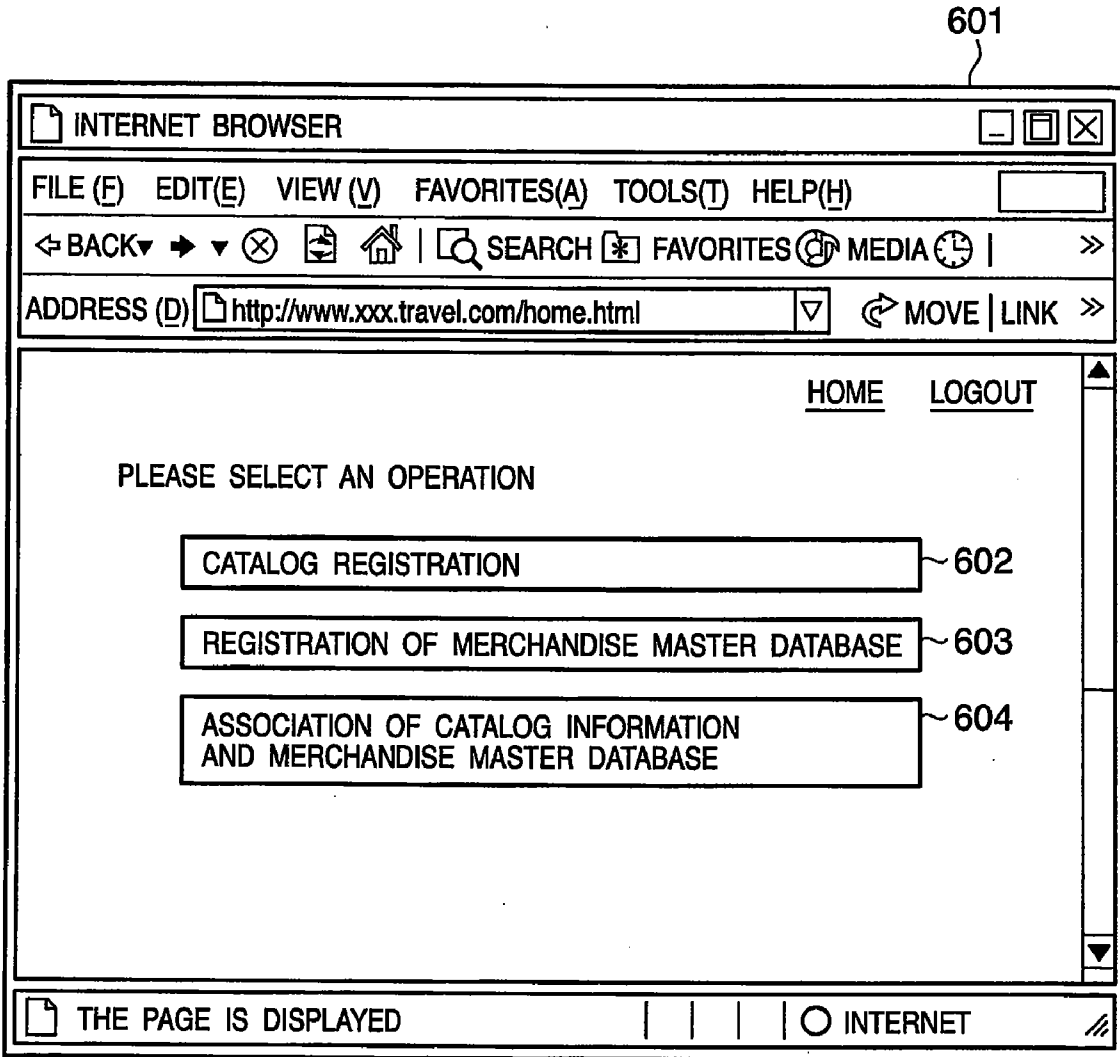 601
INTERNET BROWSER
FILE (F) EDIT(E) VIEW (V) FAVORITES(A) TOOLS(T) HELP(H)
BACK SEARCH FAVORITES MEDIA »
ADDRESS (D) http://www.xxx.travel.com/home.html MOVE | LINK »
HOME LOGOUT
PLEASE SELECT AN OPERATION
CATALOG REGISTRATION ~602
REGISTRATION OF MERCHANDISE MASTER DATABASE ~603
ASSOCIATION OF CATALOG INFORMATION ~604
AND MERCHANDISE MASTER DATABASE
THE PAGE IS DISPLAYED INTERNET